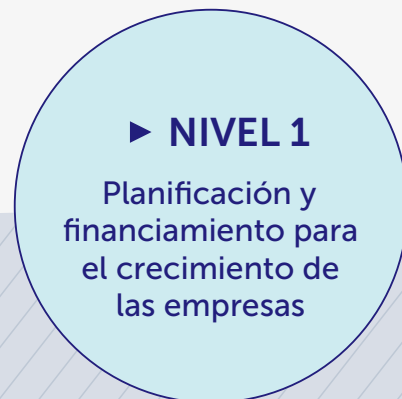 ► NIVEL 1
Planificación y
financiamiento para
el crecimiento de
las empresas